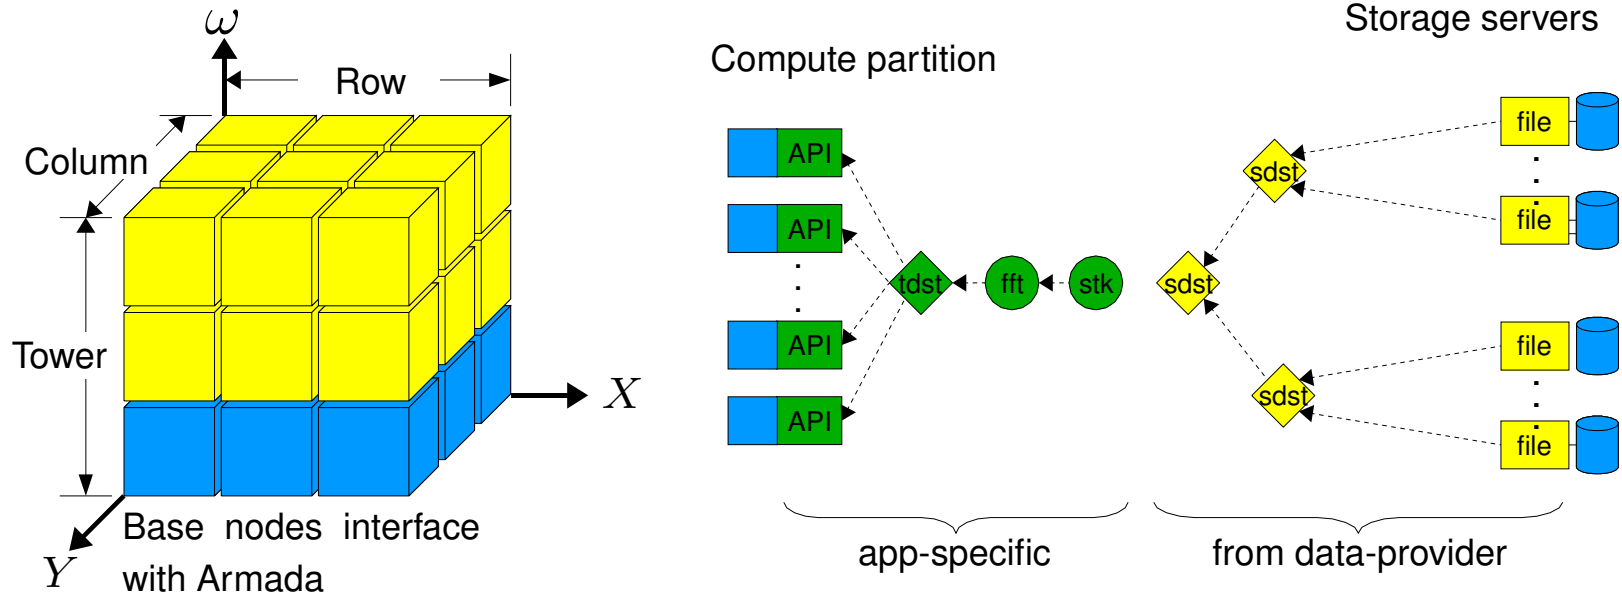 ω
Row
Column
Tower
X
Y
Base nodes interface
with Armada
Compute partition
API
API
API
API
tdst
fft
stk
app-specific
Storage servers
sdst
sdst
sdst
file
file
file
file
from data-provider